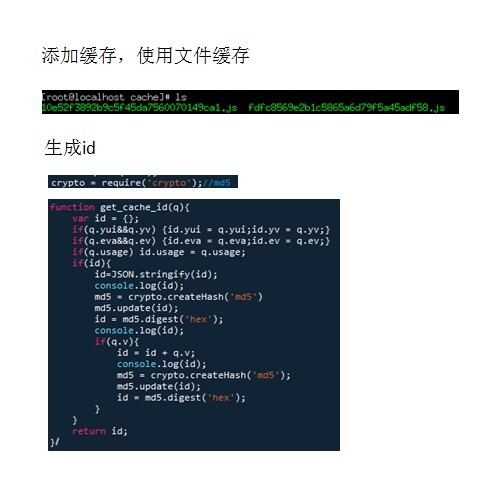 添加缓存，使用文件缓存
[root@localhost cache]# ls
10e52f3892b9c5f45da7560070149ca1.js  fdfc8569e2b1c5865a6d79f5a45adf58.js
生成id
crypto = require('crypto');//md5
function get_cache_id(q){
    var id = {};
    if(q.yui&&q.yv) {id.yui = q.yui;id.yv = q.yv;}
    if(q.eva&&q.ev) {id.eva = q.eva;id.ev = q.ev;}
    if(q.usage) id.usage = q.usage;
    if(id){
        id=JSON.stringify(id);
        console.log(id);
        md5 = crypto.createHash('md5')
        md5.update(id);
        id = md5.digest('hex');
        console.log(id);
        if(q.v){
            id = id + q.v;
            console.log(id);
            md5 = crypto.createHash('md5');
            md5.update(id);
            id = md5.digest('hex');
        }
    }
    return id;
}/